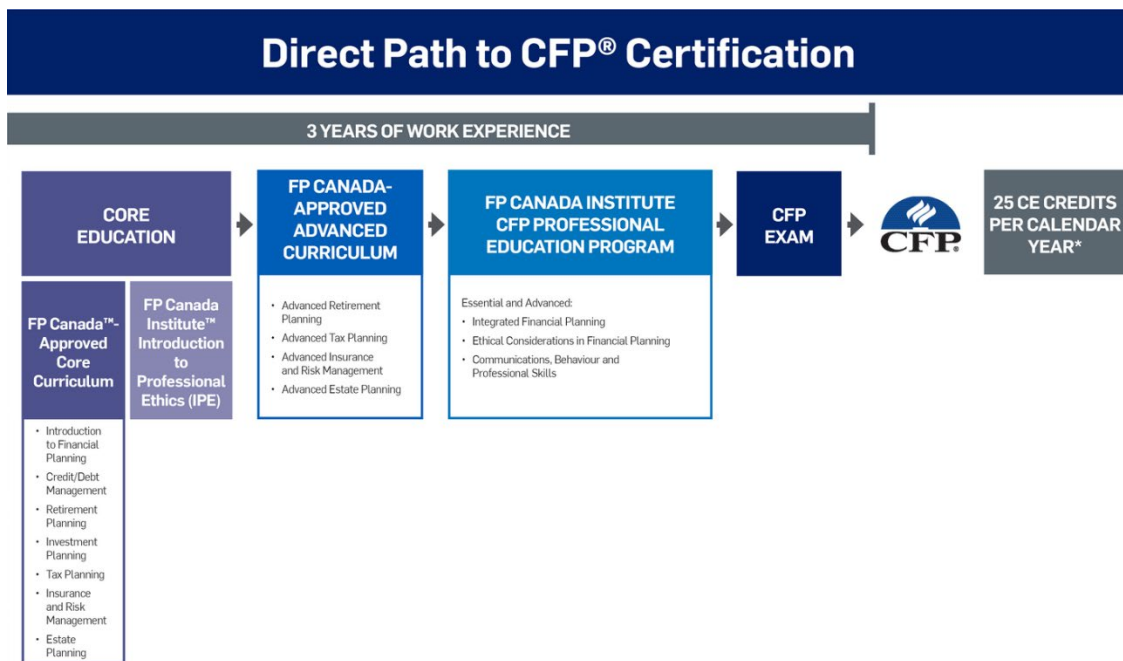 Direct Path to CFP® Certification
3 YEARS OF WORK EXPERIENCE
CORE
EDUCATION
FP Canada™-
Approved
Core
Curriculum
• Introduction
to Financial
Planning
• Credit/Debt
Management
• Retirement
Planning
• Investment
Planning
• Tax Planning
• Insurance
and Risk
Management
• Estate
Planning
FP Canada
Institute™
Introduction
to
Professional
Ethics (IPE)
FP CANADA-
APPROVED
ADVANCED
CURRICULUM
• Advanced Retirement
Planning
• Advanced Tax Planning
• Advanced Insurance
and Risk Management
• Advanced Estate Planning
FP CANADA INSTITUTE
CFP PROFESSIONAL
EDUCATION PROGRAM
Essential and Advanced:
• Integrated Financial Planning
• Ethical Considerations in Financial Planning
• Communications, Behaviour and
Professional Skills
CFP
EXAM
CFP®
25 CE CREDITS
PER CALENDAR
YEAR*